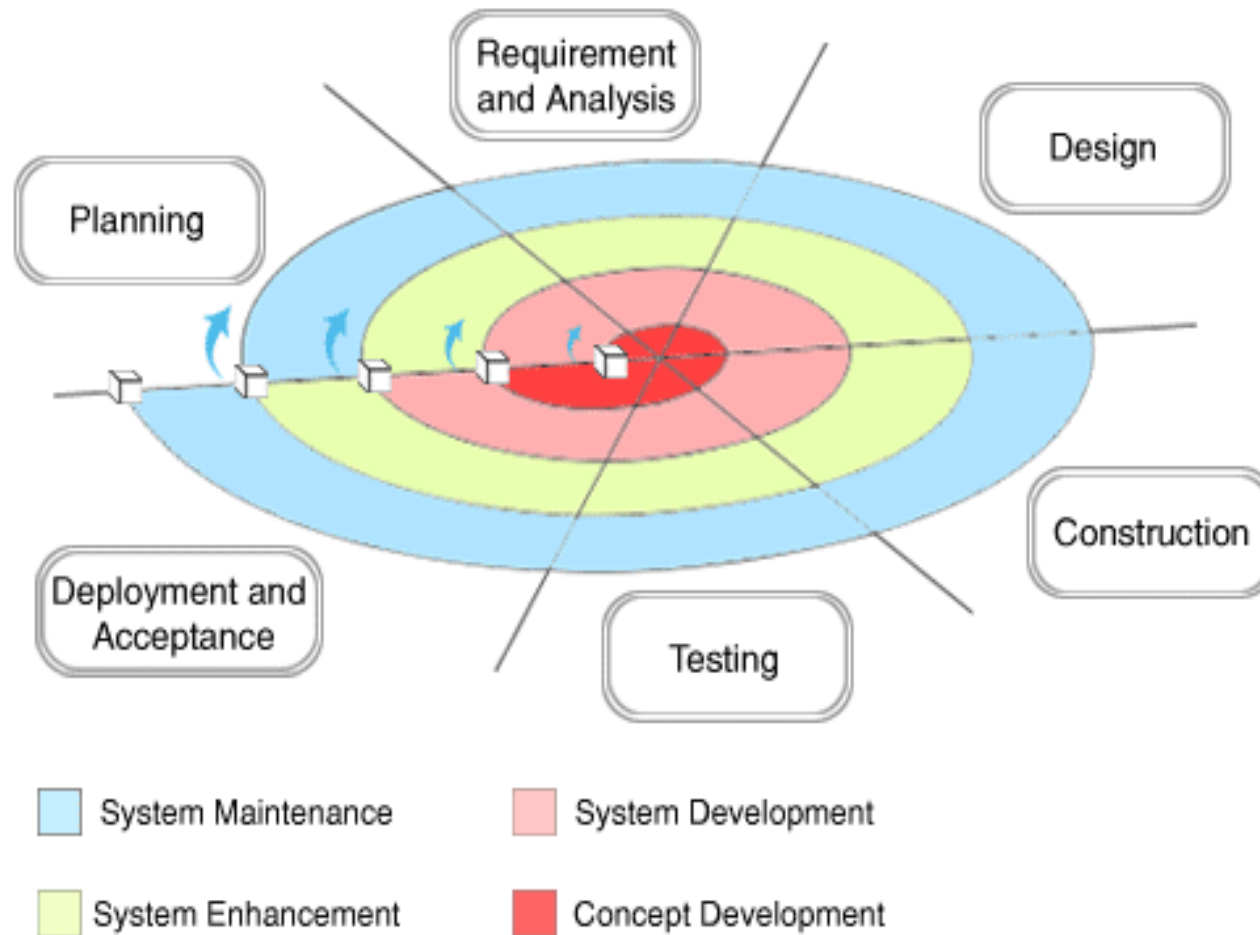 Requirement
and Analysis
Design
Planning
Construction
Deployment and
Acceptance
Testing
System Maintenance
System Development
System Enhancement
Concept Development